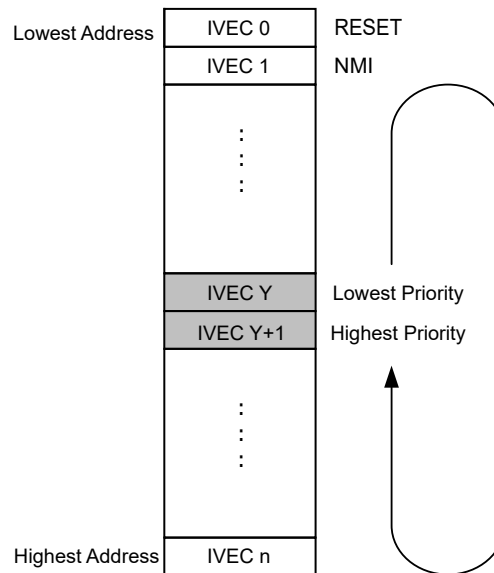 Lowest Address IVEC 0 RESET
IVEC 1 NMI
IVEC Y Lowest Priority
IVEC Y+1 Highest Priority
Highest Address IVEC n